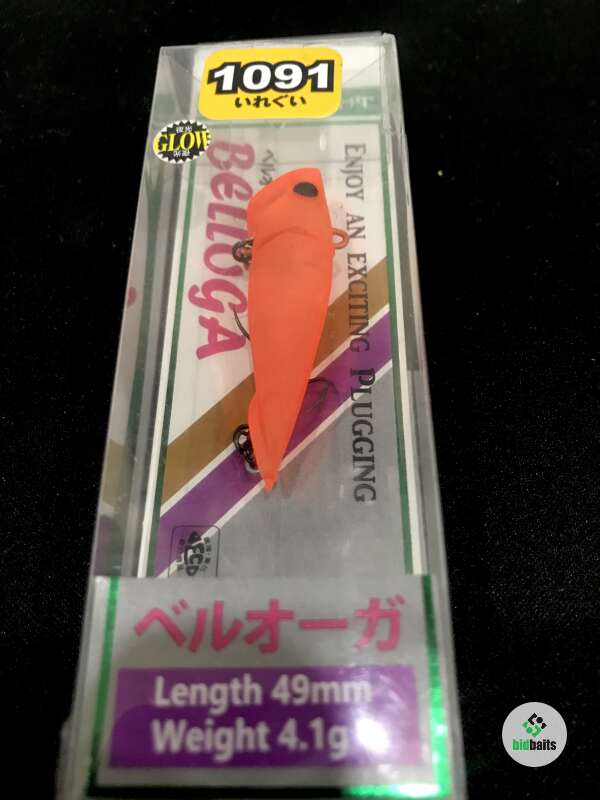 1091
いれぐい
GLOW
BelloGA
ENJOY AN EXCITING PLUGGING
ベルオーガ
Length 49mm
Weight 4.1g
bidbaits